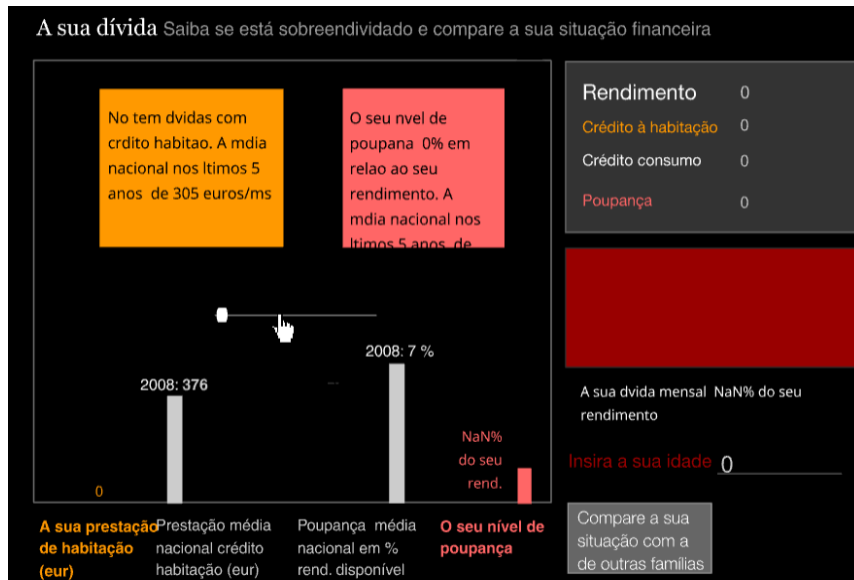 A sua dívida Saiba se está sobreendividado e compare a sua situação financeira
No tem dvidas com
crdito habitao. A mdia
nacional nos ltimos 5
anos  de 305 euros/ms
O seu nvel de
poupana  0% em
relao ao seu
rendimento. A
mdia nacional nos
ltimos 5 anos  de
Rendimento 0
Crédito à habitação 0
Crédito consumo 0
Poupança 0
2008: 7 %
2008: 376
A sua dvida mensal  NaN% do seu
rendimento
NaN%
do seu
rend.
Insira a sua idade 0
0
A sua prestação
de habitação
(eur)
Prestação média
nacional crédito
habitação (eur)
Poupança  média
nacional em %
rend. disponível
O seu nível de
poupança
Compare a sua
situação com a
de outras famílias